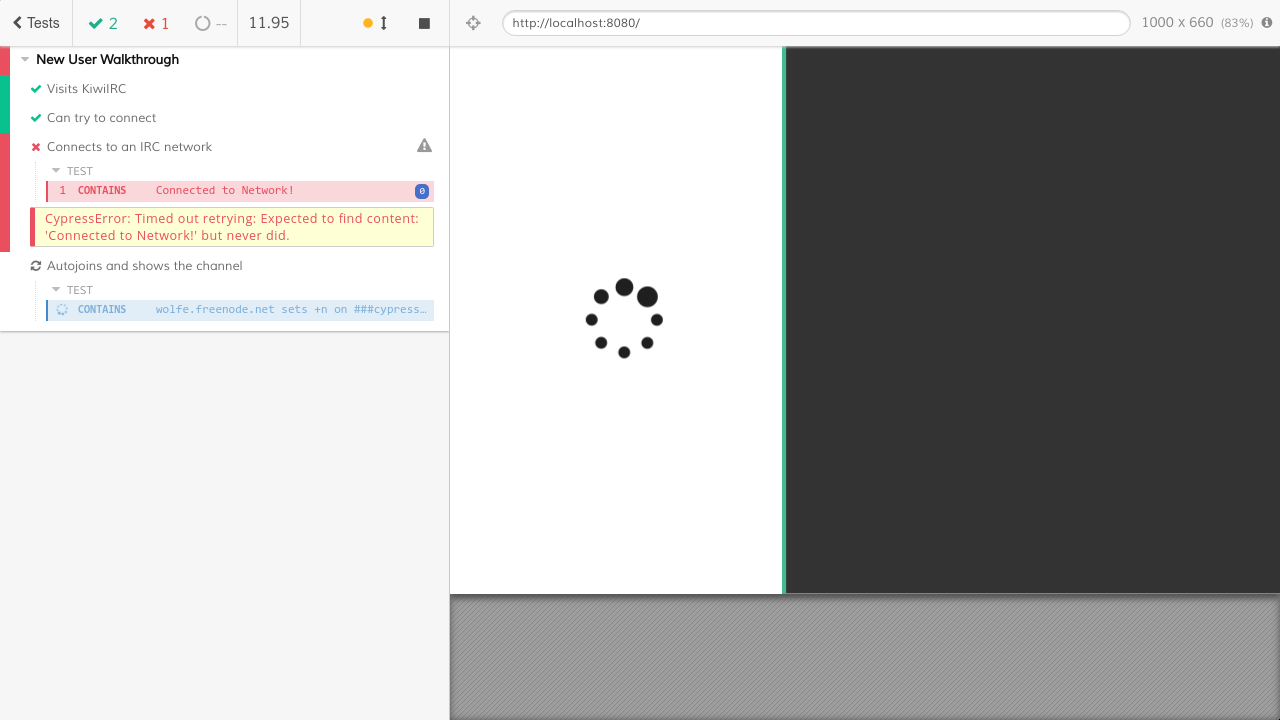 Tests
2
1
--
11.95
http://localhost:8080/
1000 x 660 (83%)
New User Walkthrough
Visits KiwiIRC
Can try to connect
Connects to an IRC network
TEST
1 CONTAINS Connected to Network! 0
CypressError: Timed out retrying: Expected to find content:
'Connected to Network!' but never did.
Autojoins and shows the channel
TEST
CONTAINS wolfe.freenode.net sets +n on ###cypress…